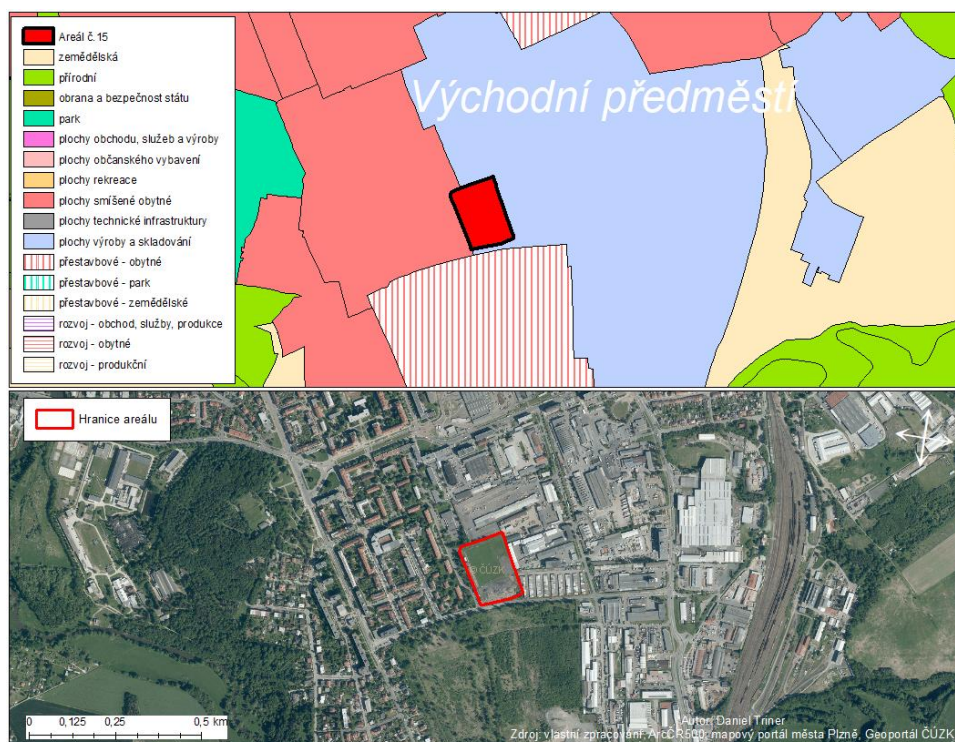 Areál č. 15
zemědělská
přírodní
obrana a bezpečnost státu
park
plochy obchodu, služeb a výroby
plochy občanského vybavení
plochy rekreace
plochy smíšené obytné
plochy technické infrastruktury
plochy výroby a skladování
přestavbové - obytné
přestavbové - park
přestavbové - zemědělské
rozvoj - obchod, služby, produkce
rozvoj - obytné
rozvoj - produkční
Východní předměstí
Hranice areálu
ČÚZK
0 0,125 0,25 0,5 km
Autor: Daniel Triner
Zdroj: vlastní zpracování, ArcČR500, mapový portál města Plzně, Geoportál ČÚZK